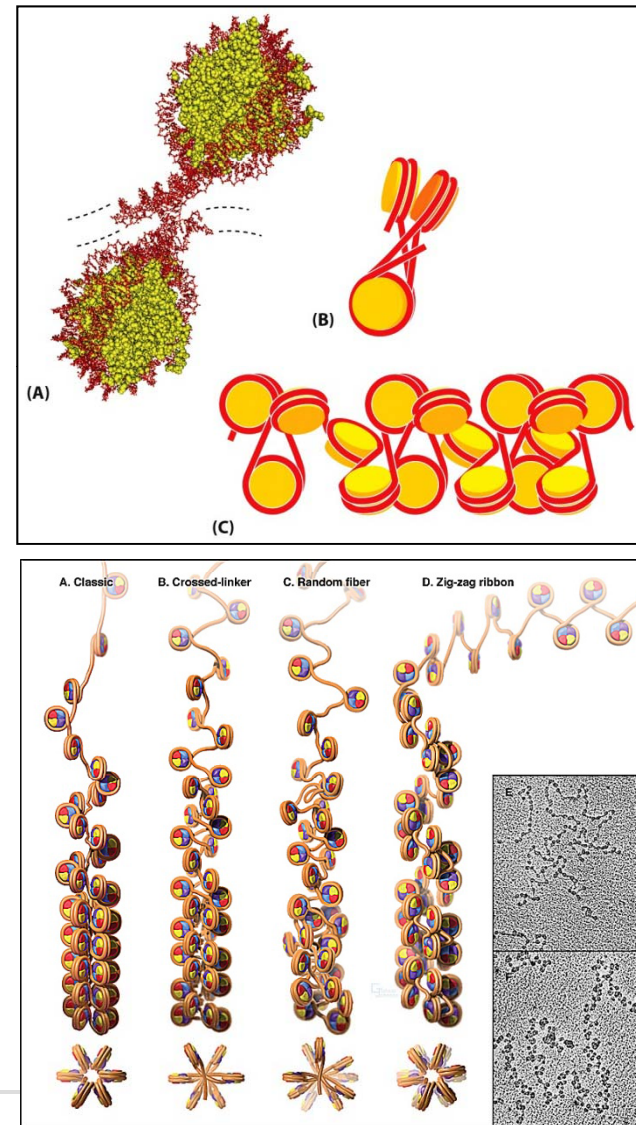 (A)
(B)
(C)
A. Classic
B. Crossed-linker
C. Random fiber
D. Zig-zag ribbon
E